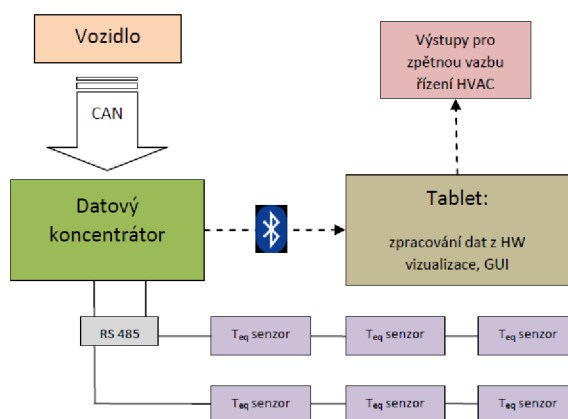 Vozidlo
Výstupy pro
zpětnou vazbu
řízení HVAC
CAN
Datový
koncentrátor
Tablet:
zpracování dat z HW
vizualizace, GUI
RS 485
Teq senzor
Teq senzor
Teq senzor
Teq senzor
Teq senzor
Teq senzor